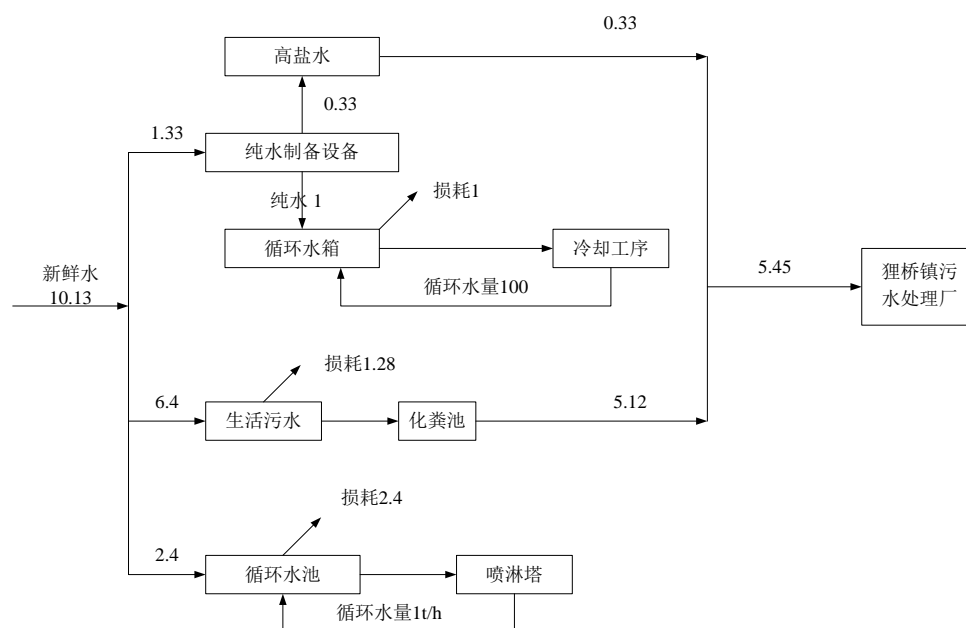 0.33
高盐水
0.33
1.33
纯水制备设备
纯水 1
损耗1
循环水箱
冷却工序
循环水量100
新鲜水
10.13
5.45
狸桥镇污
水处理厂
损耗1.28
6.4
生活污水
化粪池
5.12
损耗2.4
2.4
循环水池
喷淋塔
循环水量1t/h